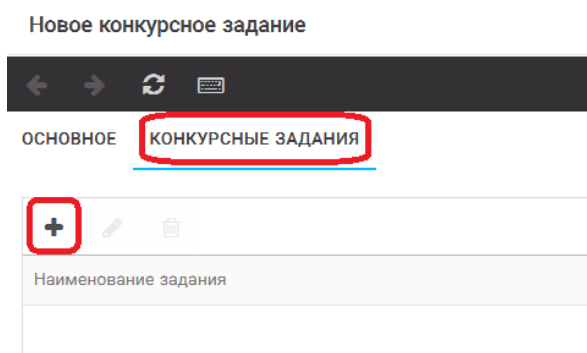 Новое конкурсное задание
ОСНОВНОЕ КОНКУРСНЫЕ ЗАДАНИЯ
Наименование задания